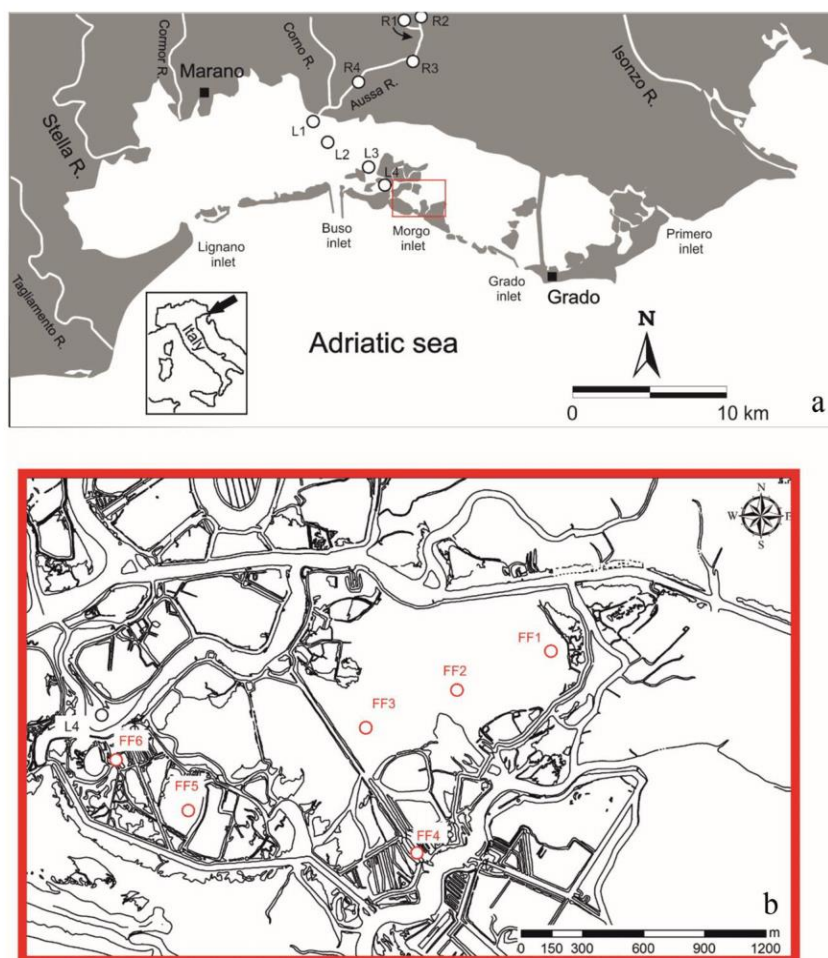 R1
R2
Cormor R.
Corno R.
Marano
R4
R3
Aussa R.
Isonzo R.
Stella R.
L1
L2
L3
L4
Lignano
inlet
Buso
inlet
Morgo
inlet
Grado
inlet
Primero
inlet
Tagliamento R.
Grado
Italy
Adriatic sea
N
0 10 km
a
N
W E
S
FF1
FF2
FF3
L4
FF6
FF5
FF4
b
0 150 300 600 900 1200 m